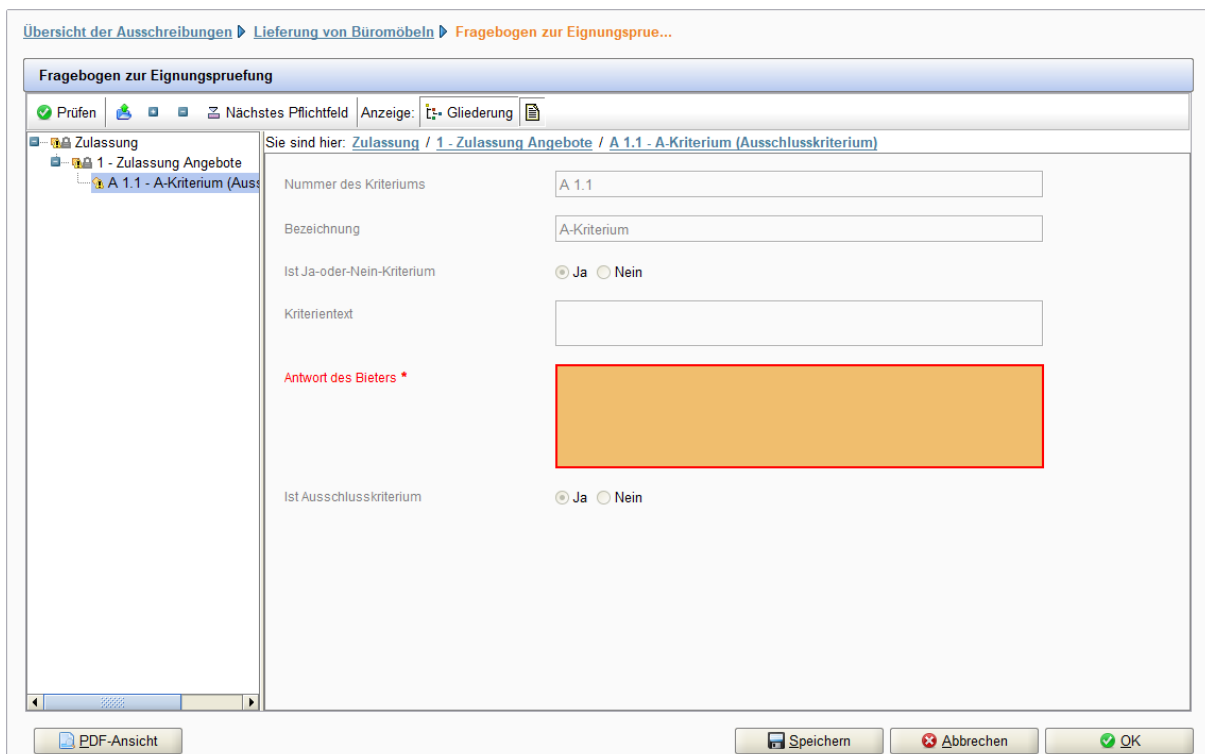 Übersicht der Ausschreibungen Lieferung von Büromöbeln Fragebogen zur Eignungsprue...
Fragebogen zur Eignungspruefung
Prüfen Nächstes Pflichtfeld Anzeige: Gliederung
Zulassung
1 - Zulassung Angebote
A 1.1 - A-Kriterium (Auss
Sie sind hier: Zulassung / 1 - Zulassung Angebote / A 1.1 - A-Kriterium (Ausschlusskriterium)
Nummer des Kriteriums A 1.1
Bezeichnung A-Kriterium
Ist Ja-oder-Nein-Kriterium Ja Nein
Kriterientext
Antwort des Bieters *
Ist Ausschlusskriterium Ja Nein
PDF-Ansicht Speichern Abbrechen OK